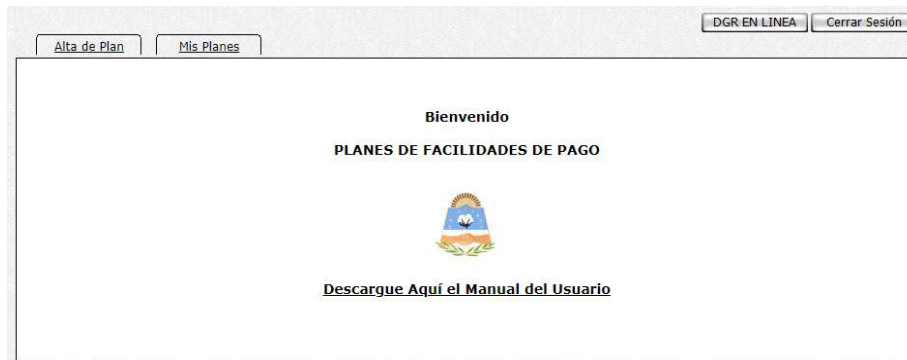 DGR EN LINEA Cerrar Sesión
Alta de Plan Mis Planes
Bienvenido
PLANES DE FACILIDADES DE PAGO
Descargue Aquí el Manual del Usuario